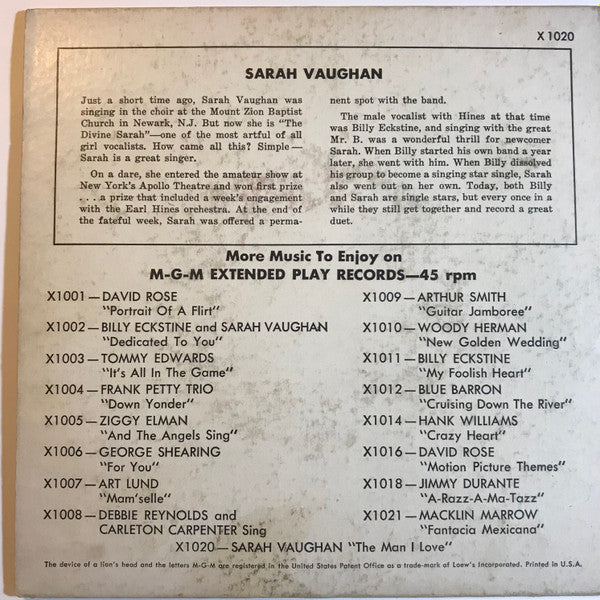 X 1020
SARAH VAUGHAN
Just a short time ago, Sarah Vaughan was
singing in the choir at the Mount Zion Baptist
Church in Newark, N.J. But now she is "The
Divine Sarah"—one of the most artful of all
girl vocalists. How came all this? Simple—
Sarah is a great singer.
On a dare, she entered the amateur show at
New York's Apollo Theatre and won first prize
. . . a prize that included a week's engagement
with the Earl Hines orchestra. At the end of
the fateful week, Sarah was offered a perma-
nent spot with the band.
The male vocalist with Hines at that time
was Billy Eckstine, and singing with the great
Mr. B. was a wonderful thrill for newcomer
Sarah. When Billy started his own band a year
later, she went with him. When Billy dissolved
his group to become a singing star single, Sarah
also went out on her own. Today, both Billy
and Sarah are single stars, but every once in a
while they still get together and record a great
duet.
More Music To Enjoy on
M-G-M EXTENDED PLAY RECORDS—45 rpm
X1001—DAVID ROSE
"Portrait Of A Flirt"
X1002—BILLY ECKSTINE and SARAH VAUGHAN
"Dedicated To You"
X1003—TOMMY EDWARDS
"It's All In The Game"
X1004—FRANK PETTY TRIO
"Down Yonder"
X1005—ZIGGY ELMAN
"And The Angels Sing"
X1006—GEORGE SHEARING
"For You"
X1007—ART LUND
"Mam'selle"
X1008—DEBBIE REYNOLDS and
CARLETON CARPENTER Sing
X1009—ARTHUR SMITH
"Guitar Jamboree"
X1010—WOODY HERMAN
"New Golden Wedding"
X1011—BILLY ECKSTINE
"My Foolish Heart"
X1012—BLUE BARRON
"Cruising Down The River"
X1014—HANK WILLIAMS
"Crazy Heart"
X1016—DAVID ROSE
"Motion Picture Themes"
X1018—JIMMY DURANTE
"A-Razz-A-Ma-Tazz"
X1021—MACKLIN MARROW
"Fantacia Mexicana"
X1020—SARAH VAUGHAN "The Man I Love"
The device of a lion's head and the letters M-G-M are registered in the United States Patent Office as a trade-mark of Loew's Incorporated. Printed in U.S.A.